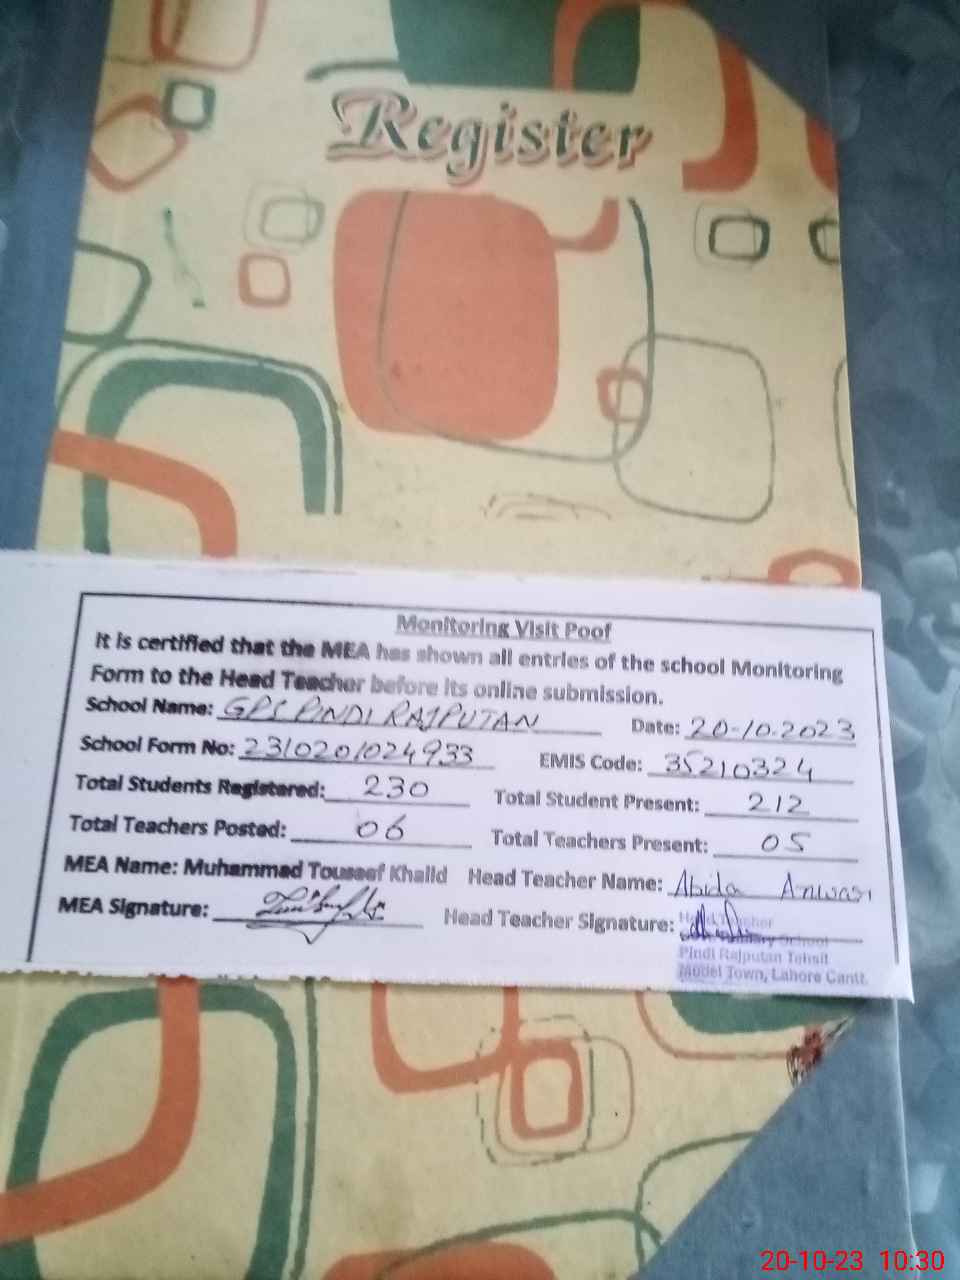 Register
Monitoring Visit Poof
It is certified that the MEA has shown all entries of the school Monitoring
Form to the Head Teacher before its online submission.
School Name: GPS PINDI RAJPUTAN Date: 20-10-2023
School Form No: 2310201024933 EMIS Code: 35210324
Total Students Registered: 230 Total Student Present: 212
Total Teachers Posted: 06 Total Teachers Present: 05
MEA Name: Muhammad Touseef Khalid Head Teacher Name: Abida Anwar
MEA Signature: Head Teacher Signature:
Head Teacher
Primary School
Pindi Rajputan Tehsil
Model Town, Lahore Cantt.
20-10-23 10:30